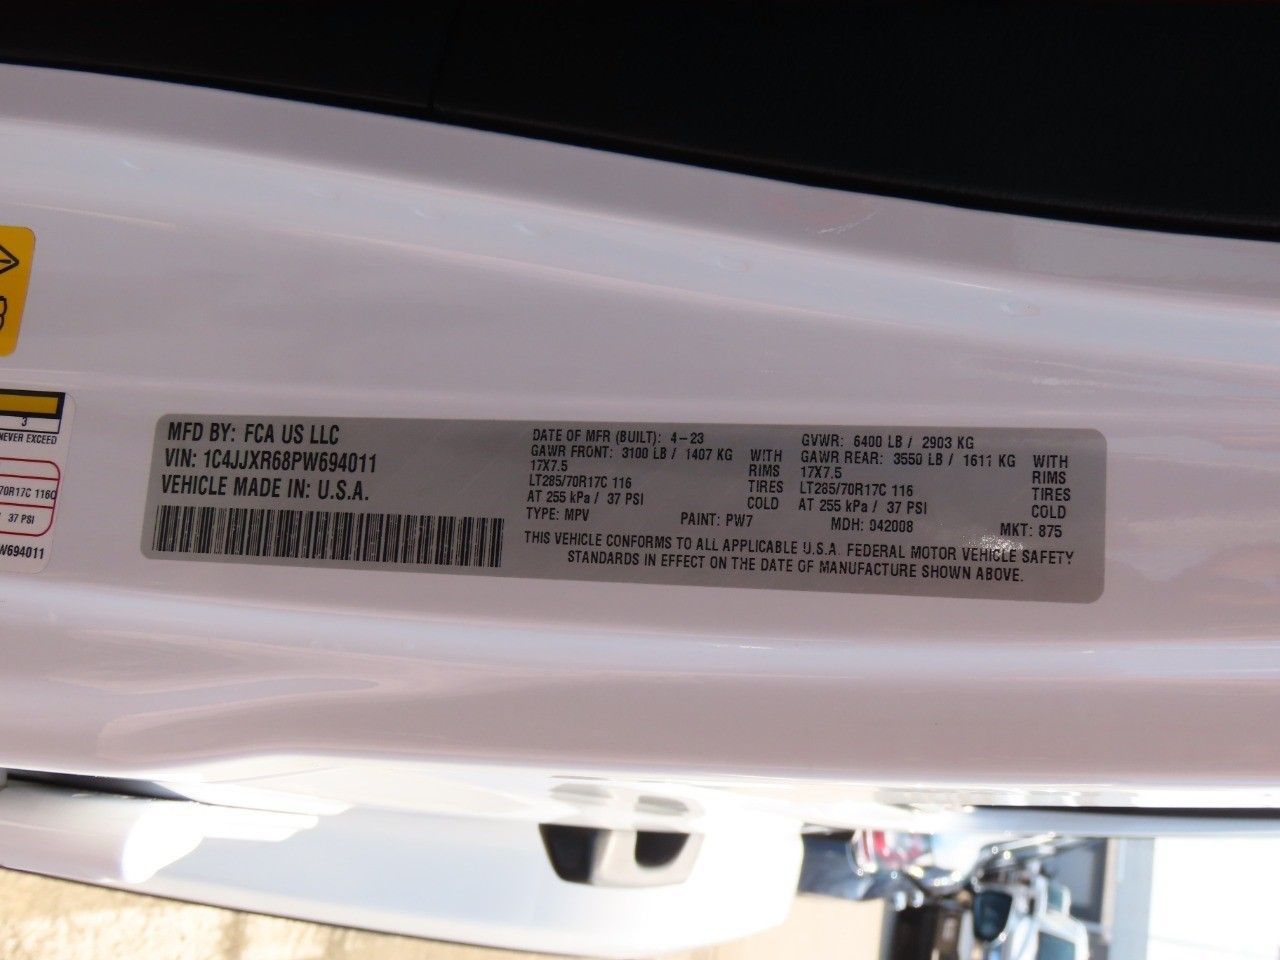 MFD BY: FCA US LLC
VIN: 1C4JJXR68PW694011
VEHICLE MADE IN: U.S.A.
DATE OF MFR (BUILT): 4-23
GAWR FRONT: 3100 LB / 1407 KG WITH
17X7.5 RIMS
LT285/70R17C 116 TIRES
AT 255 kPa / 37 PSI COLD
TYPE: MPV PAINT: PW7
GVWR: 6400 LB / 2903 KG
GAWR REAR: 3550 LB / 1611 KG WITH
17X7.5 RIMS
LT285/70R17C 116 TIRES
AT 255 kPa / 37 PSI COLD
MDH: 042008 MKT: 875
THIS VEHICLE CONFORMS TO ALL APPLICABLE U.S.A. FEDERAL MOTOR VEHICLE SAFETY
STANDARDS IN EFFECT ON THE DATE OF MANUFACTURE SHOWN ABOVE.
3
NEVER EXCEED
70R17C 116Q
37 PSI
W694011